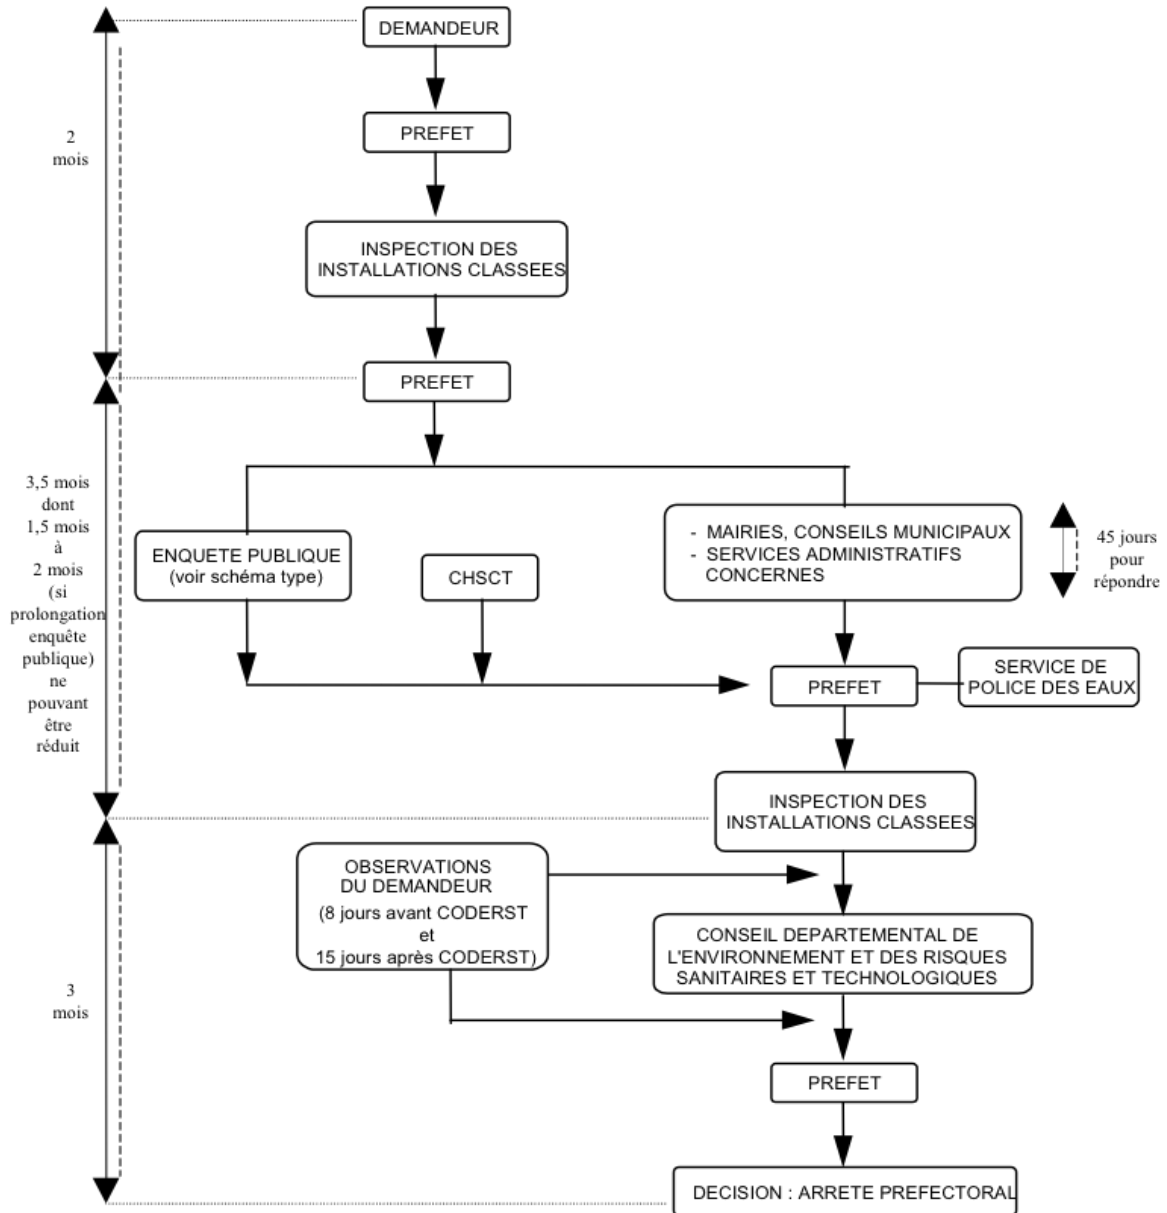 DEMANDEUR
PREFET
2
mois
INSPECTION DES
INSTALLATIONS CLASSEES
PREFET
3,5 mois
dont
1,5 mois
à
2 mois
(si
prolongation
enquête
publique)
ne
pouvant
être
réduit
ENQUETE PUBLIQUE
(voir schéma type)
CHSCT
- MAIRIES, CONSEILS MUNICIPAUX
- SERVICES ADMINISTRATIFS
CONCERNES
45 jours
pour
répondre
PREFET
SERVICE DE
POLICE DES EAUX
INSPECTION DES
INSTALLATIONS CLASSEES
OBSERVATIONS
DU DEMANDEUR
(8 jours avant CODERST
et
15 jours après CODERST)
CONSEIL DEPARTEMENTAL DE
L'ENVIRONNEMENT ET DES RISQUES
SANITAIRES ET TECHNOLOGIQUES
3
mois
PREFET
DECISION : ARRETE PREFECTORAL